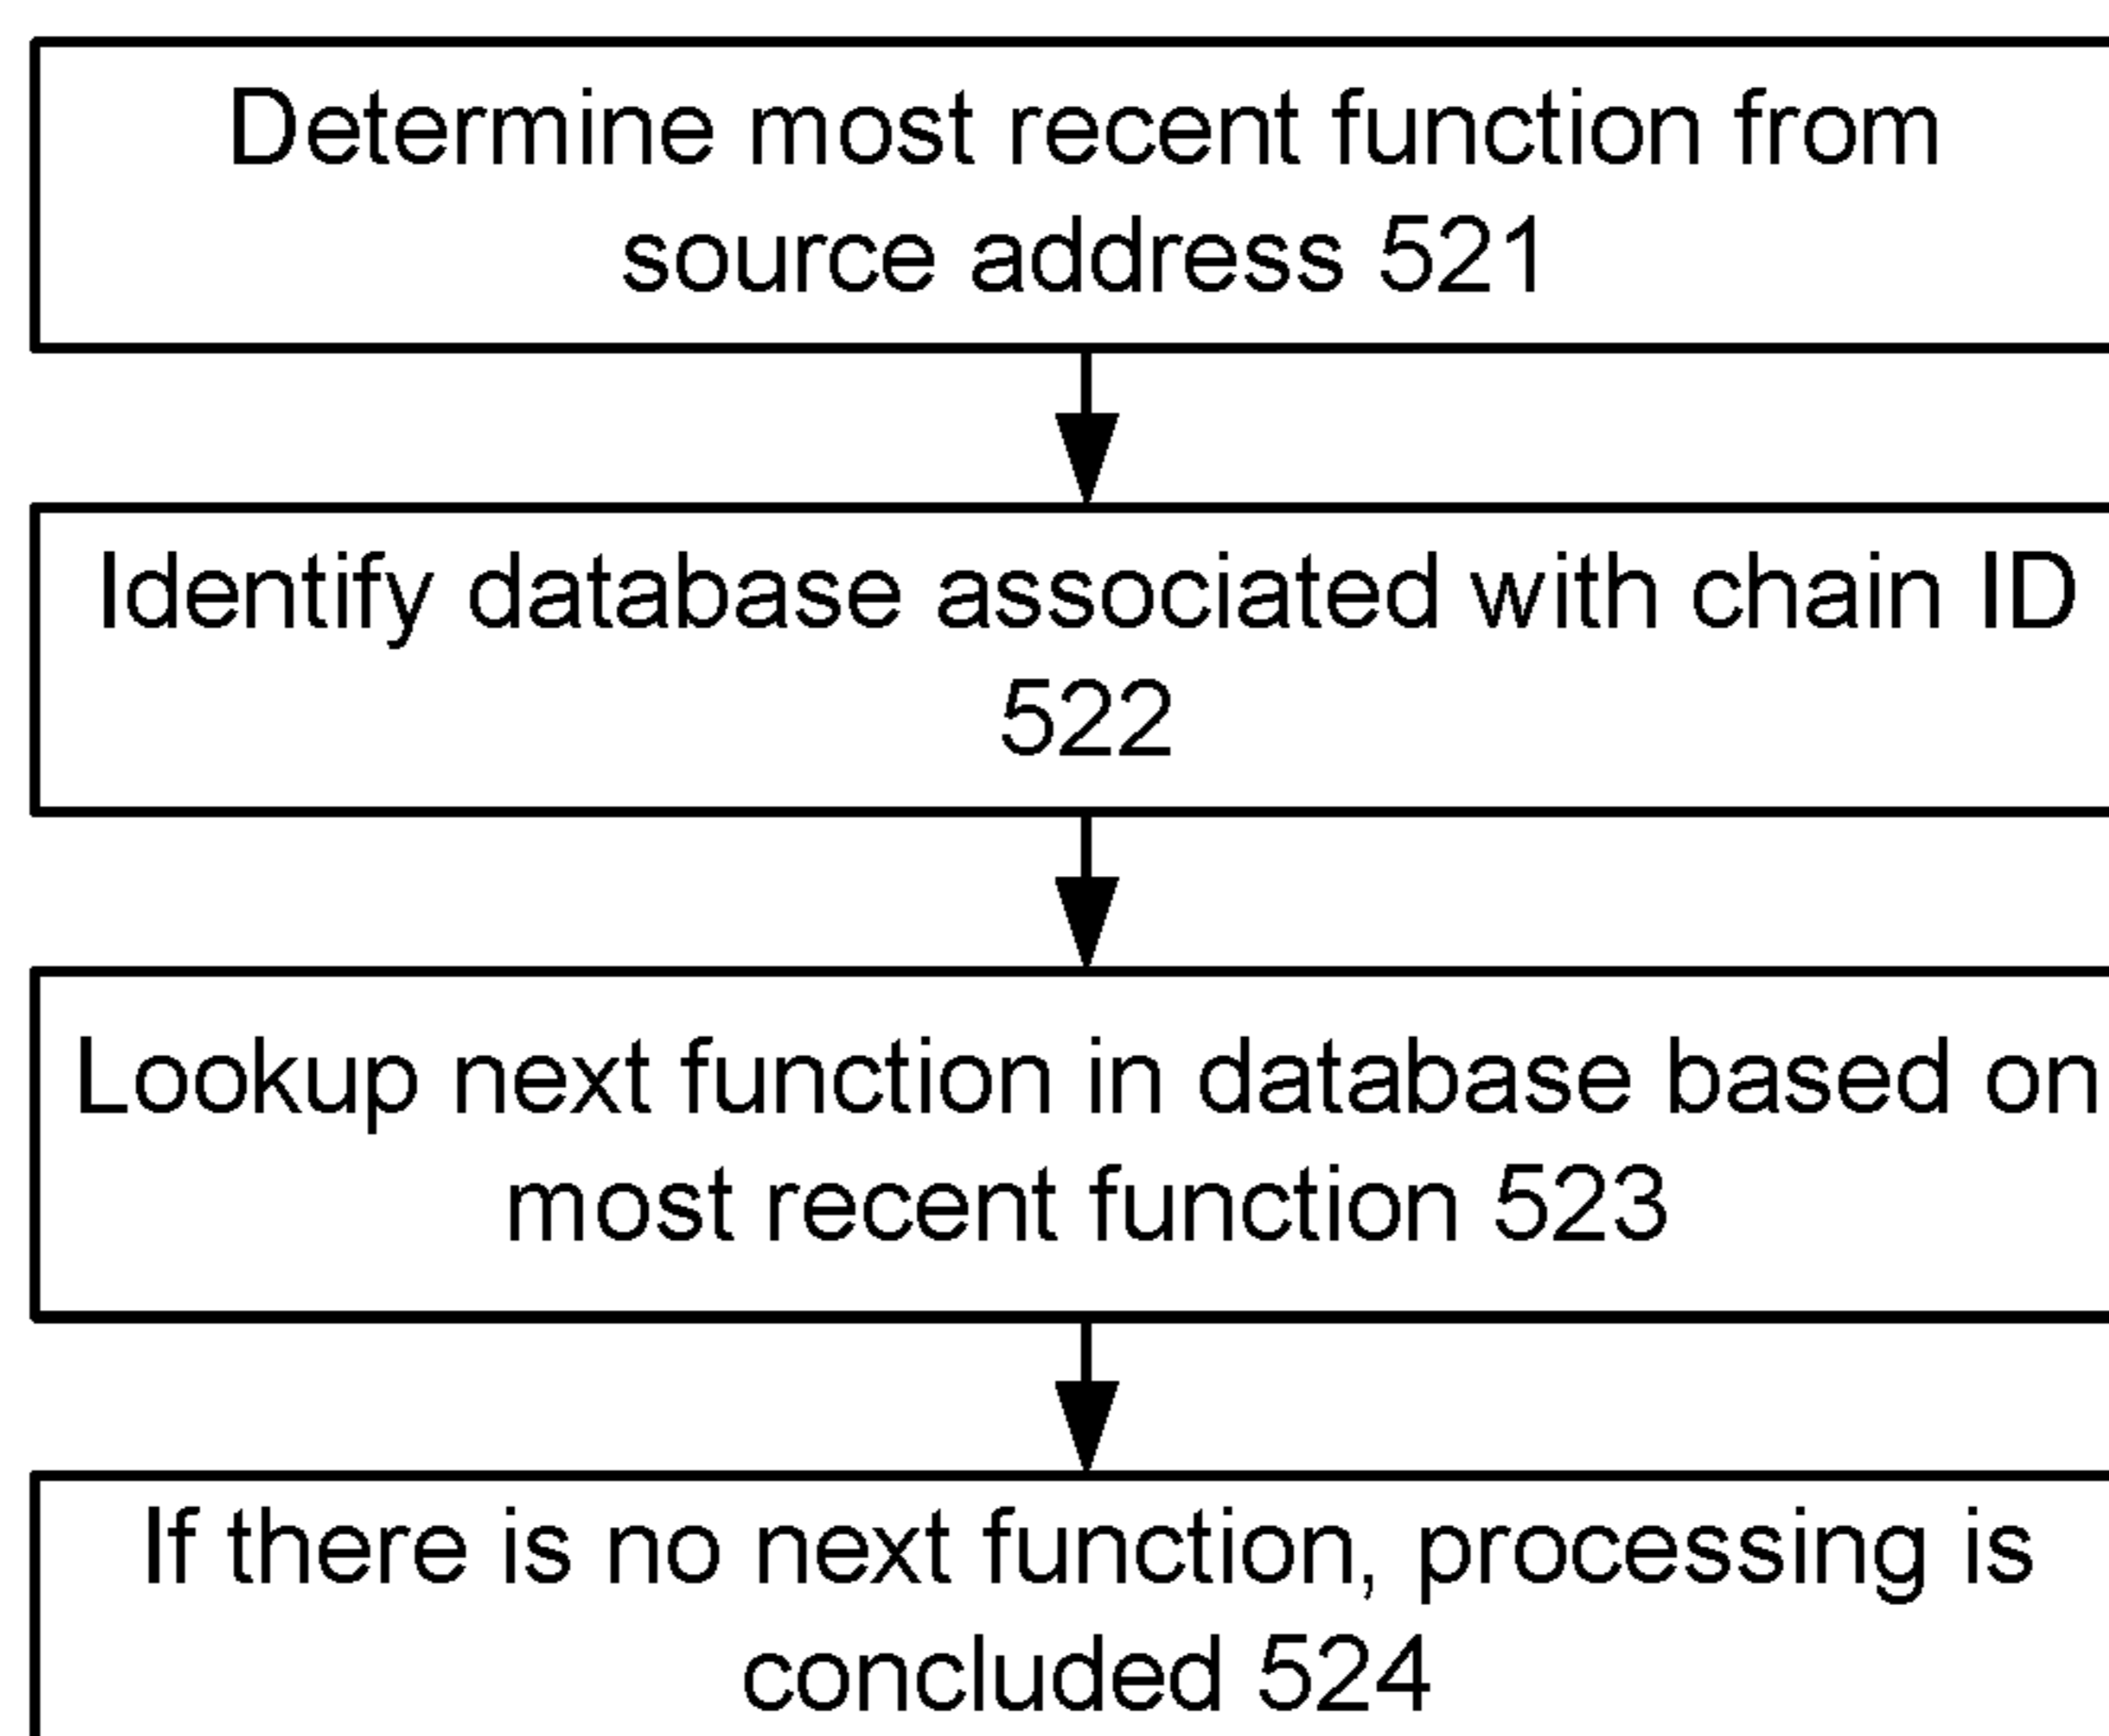 Determine most recent function from
source address 521
Identify database associated with chain ID
522
Lookup next function in database based on
most recent function 523
If there is no next function, processing is
concluded 524